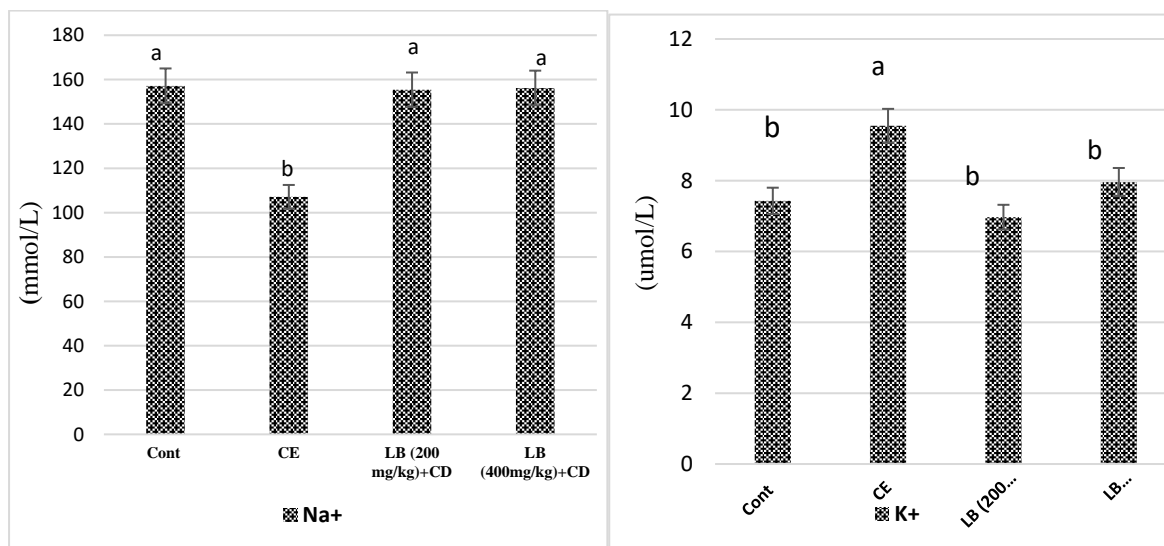 (mmol/L)
180
160
140
120
100
80
60
40
20
0
a
b
a
a
Cont
CE
LB (200
mg/kg)+CD
LB
(400mg/kg)+CD
Na+
(umol/L)
12
10
8
6
4
2
0
b
a
b
b
Cont
CE
LB (200...
LB...
K+